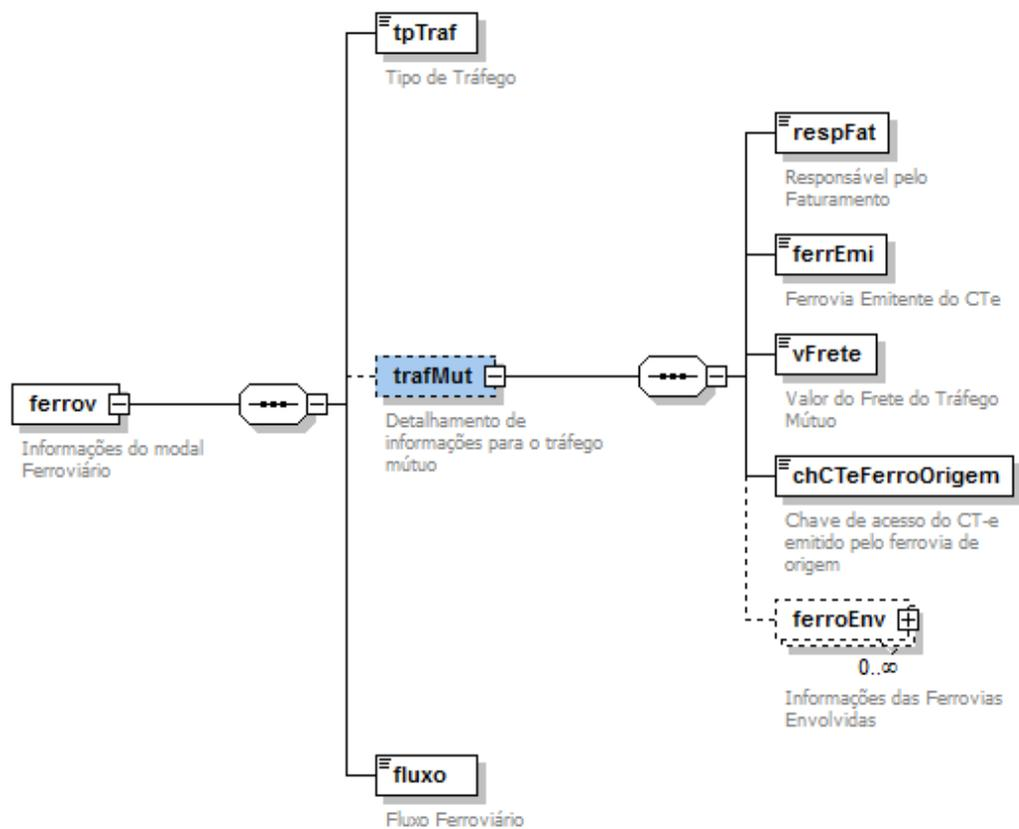 tpTraf
Tipo de Tráfego
respFat
Responsável pelo
Faturamento
ferrEmi
Ferrovia Emitente do CTe
vFrete
Valor do Frete do Tráfego
Mútuo
ferrov
Informações do modal
Ferroviário
trafMut
Detalhamento de
informações para o tráfego
mútuo
chCTeFerroOrigem
Chave de acesso do CT-e
emitido pelo ferrovia de
origem
ferroEnv
0..∞
Informações das Ferrovias
Envolvidas
fluxo
Fluxo Ferroviário